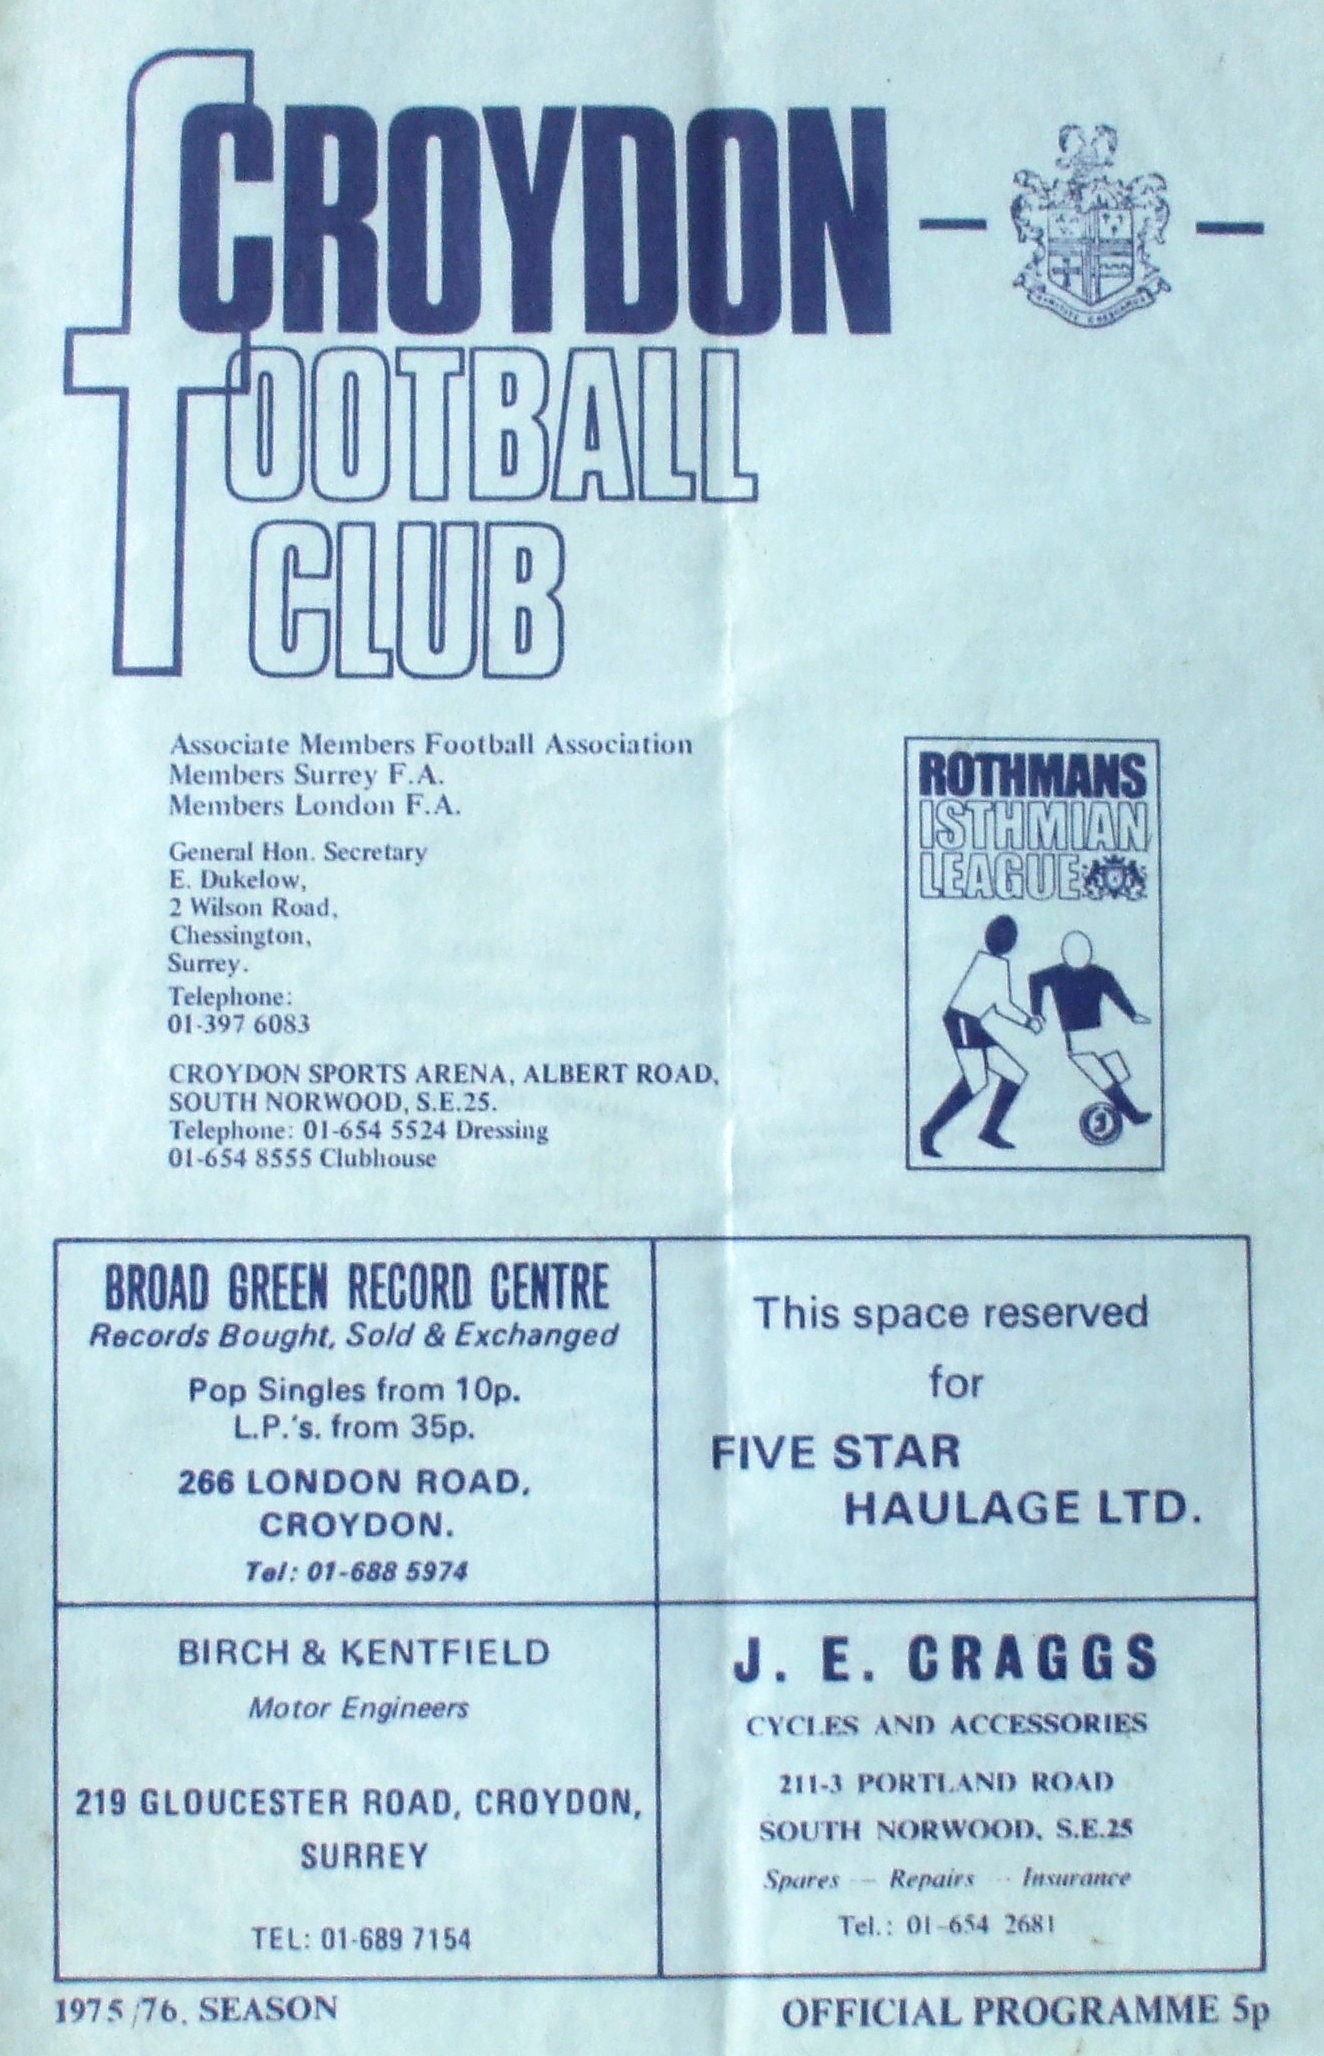 CROYDON
FOOTBALL
CLUB
Associate Members Football Association
Members Surrey F.A.
Members London F.A.
General Hon. Secretary
E. Dukelow,
2 Wilson Road,
Chessington,
Surrey.
Telephone:
01-397 6083
CROYDON SPORTS ARENA, ALBERT ROAD,
SOUTH NORWOOD, S.E.25.
Telephone: 01-654 5524 Dressing
01-654 8555 Clubhouse
ROTHMANS
ISTHMIAN
LEAGUE
BROAD GREEN RECORD CENTRE
Records Bought, Sold & Exchanged
Pop Singles from 10p.
L.P.'s. from 35p.
266 LONDON ROAD,
CROYDON.
Tel: 01-688 5974
This space reserved
for
FIVE STAR
HAULAGE LTD.
BIRCH & KENTFIELD
Motor Engineers
219 GLOUCESTER ROAD, CROYDON,
SURREY
TEL: 01-689 7154
J. E. CRAGGS
CYCLES AND ACCESSORIES
211-3 PORTLAND ROAD
SOUTH NORWOOD, S.E.25
Spares — Repairs - Insurance
Tel.: 01-654 2681
1975/76. SEASON
OFFICIAL PROGRAMME 5p